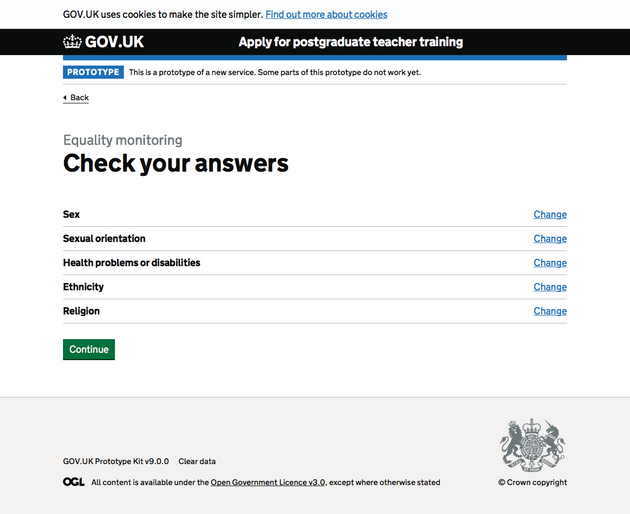 GOV.UK uses cookies to make the site simpler. Find out more about cookies
GOV.UK Apply for postgraduate teacher training
PROTOTYPE This is a prototype of a new service. Some parts of this prototype do not work yet.
Back
Equality monitoring
Check your answers
Sex Change
Sexual orientation Change
Health problems or disabilities Change
Ethnicity Change
Religion Change
Continue
GOV.UK Prototype Kit v9.0.0 Clear data
OGL All content is available under the Open Government Licence v3.0, except where otherwise stated
© Crown copyright